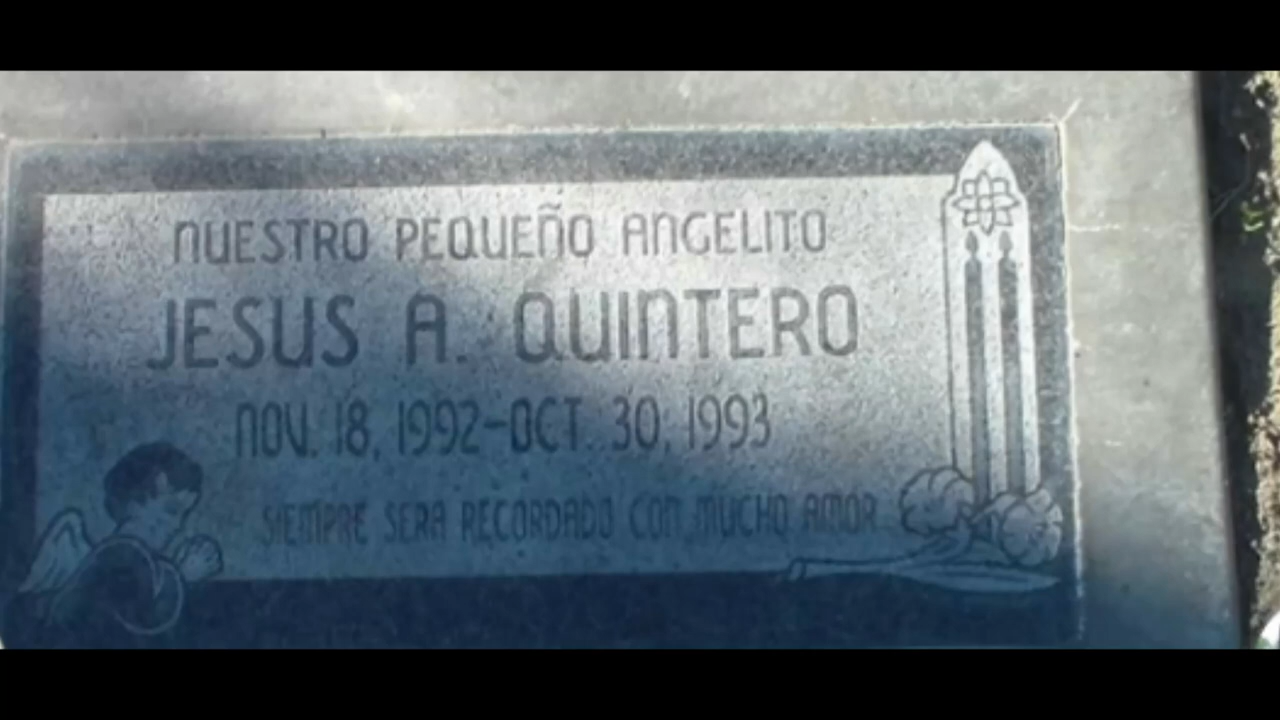 NUESTRO PEQUEÑO ANGELITO
JESUS A. QUINTERO
NOV. 18, 1992-OCT. 30, 1993
SIEMPRE SERA RECORDADO CON MUCHO AMOR